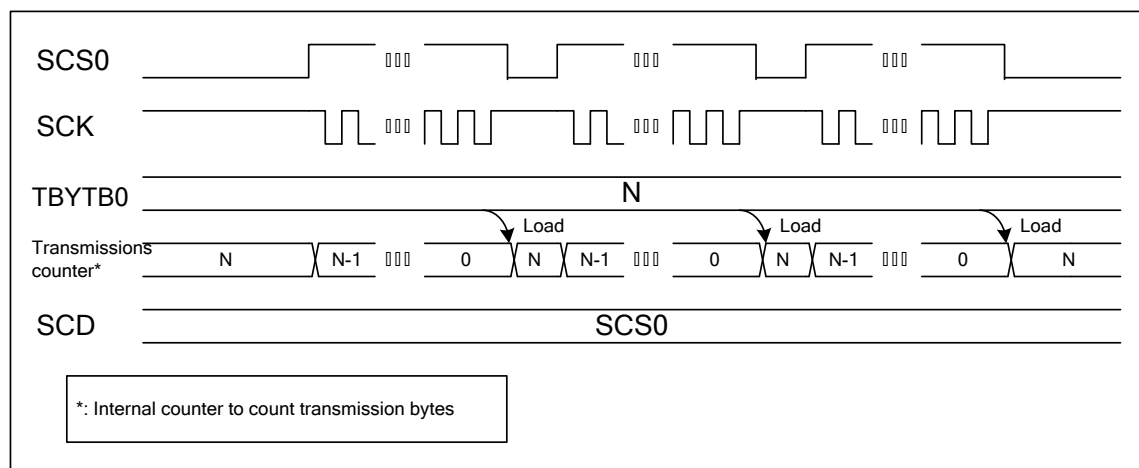 SCS0
▯▯▯ ▯▯▯ ▯▯▯
SCK
▯▯▯ ▯▯▯ ▯▯▯
TBYTB0 N
Load Load Load
Transmissions
counter*
N N-1 ▯▯▯ 0 N N-1 ▯▯▯ 0 N N-1 ▯▯▯ 0 N
SCD SCS0
*: Internal counter to count transmission bytes